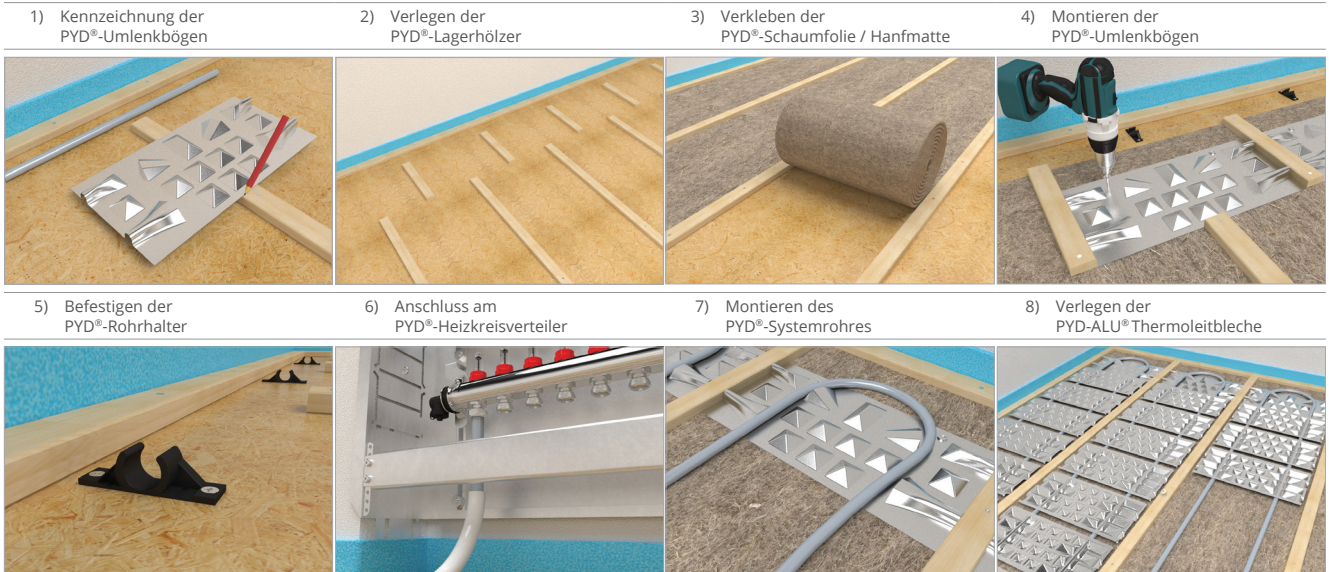 1) Kennzeichnung der
PYD®-Umlenkbögen
2) Verlegen der
PYD®-Lagerhölzer
3) Verkleben der
PYD®-Schaumfolie / Hanfmatte
4) Montieren der
PYD®-Umlenkbögen
5) Befestigen der
PYD®-Rohrhalter
6) Anschluss am
PYD®-Heizkreisverteiler
7) Montieren des
PYD®-Systemrohres
8) Verlegen der
PYD-ALU® Thermoleitbleche